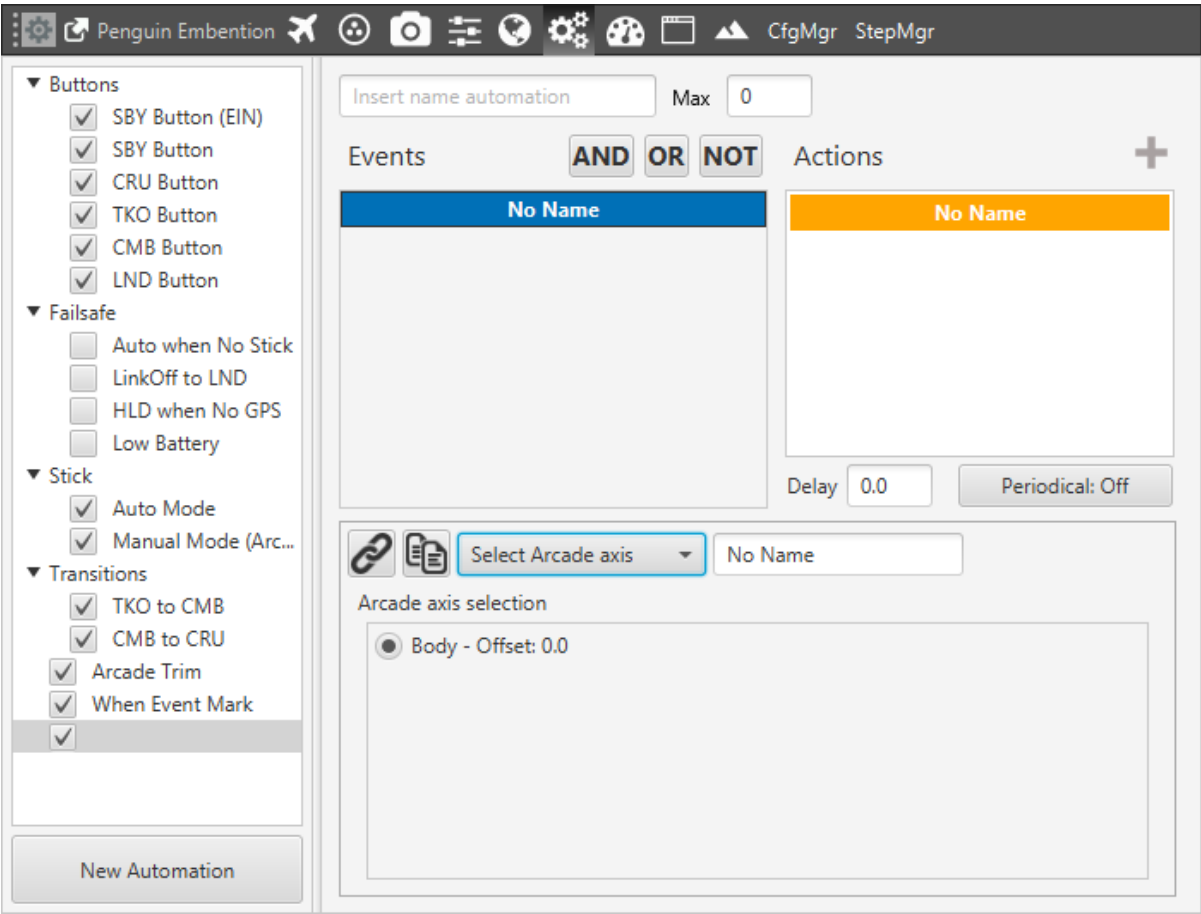 Penguin Embention CfgMgr StepMgr
Buttons
SBY Button (EIN)
SBY Button
CRU Button
TKO Button
CMB Button
LND Button
Failsafe
Auto when No Stick
LinkOff to LND
HLD when No GPS
Low Battery
Stick
Auto Mode
Manual Mode (Arc...
Transitions
TKO to CMB
CMB to CRU
Arcade Trim
When Event Mark
New Automation
Insert name automation Max 0
Events AND OR NOT Actions
No Name No Name
Delay 0.0 Periodical: Off
Select Arcade axis No Name
Arcade axis selection
Body - Offset: 0.0